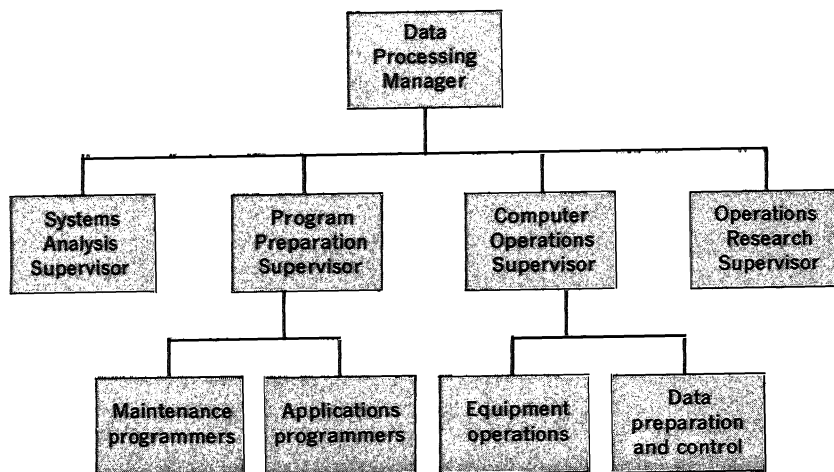 Data
Processing
Manager
Systems
Analysis
Supervisor
Program
Preparation
Supervisor
Computer
Operations
Supervisor
Operations
Research
Supervisor
Maintenance
programmers
Applications
programmers
Equipment
operations
Data
preparation
and control